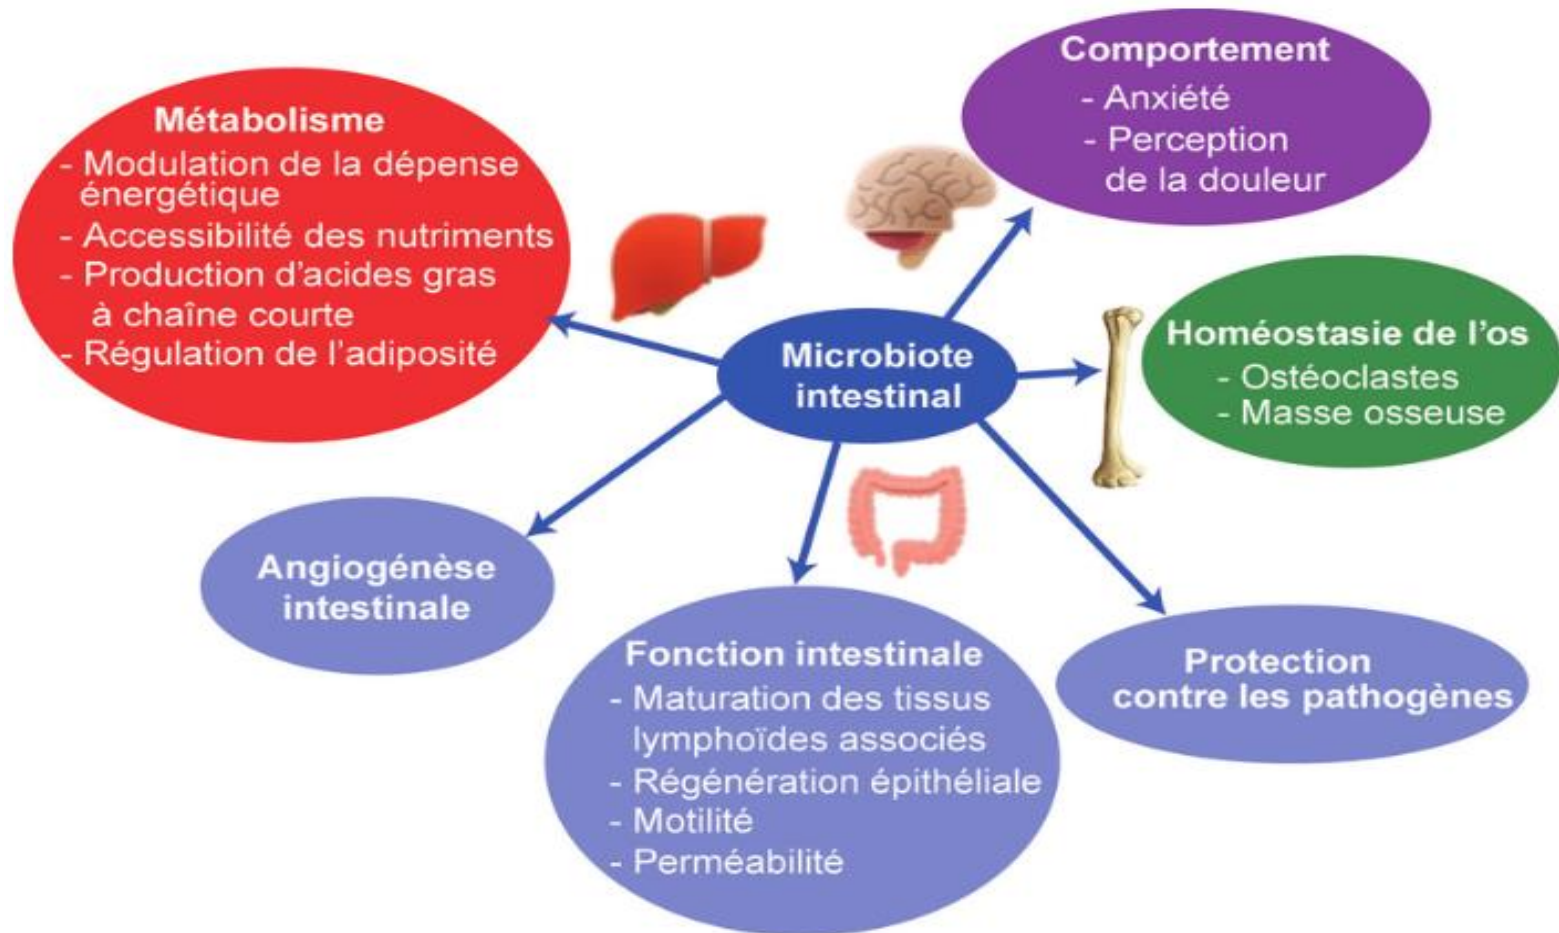 Comportement
- Anxiété
- Perception
de la douleur
Métabolisme
- Modulation de la dépense
énergétique
- Accessibilité des nutriments
- Production d'acides gras
à chaîne courte
- Régulation de l'adiposité
Microbiote
intestinal
Homéostasie de l'os
- Ostéoclastes
- Masse osseuse
Angiogénèse
intestinale
Fonction intestinale
- Maturation des tissus
lymphoïdes associés
- Régénération épithéliale
- Motilité
- Perméabilité
Protection
contre les pathogènes